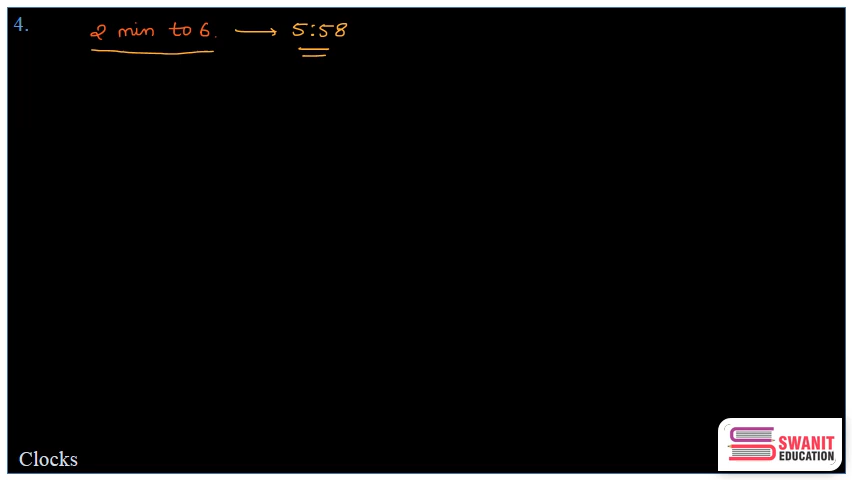 4. 2 min to 6. → 5:58
Clocks
SWANIT
EDUCATION